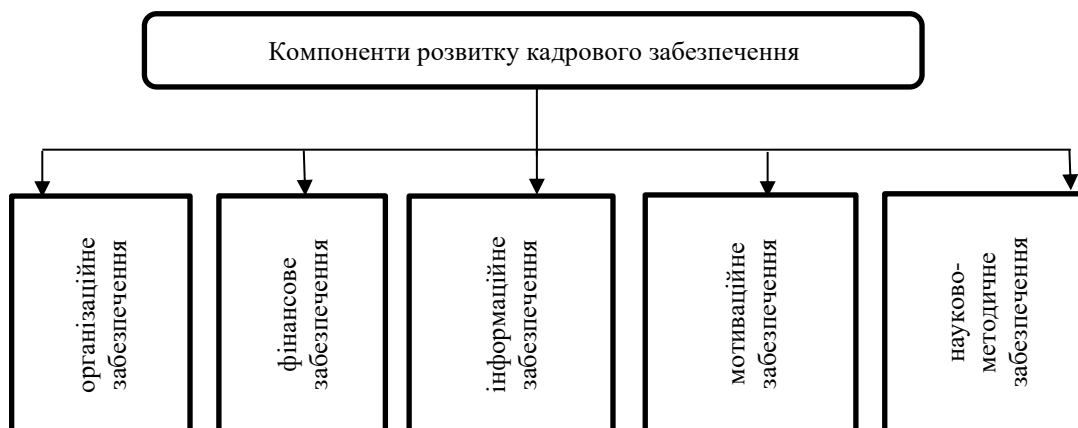 Компоненти розвитку кадрового забезпечення
організаційне
забезпечення
фінансове
забезпечення
інформаційне
забезпечення
мотиваційне
забезпечення
науково-
методичне
забезпечення